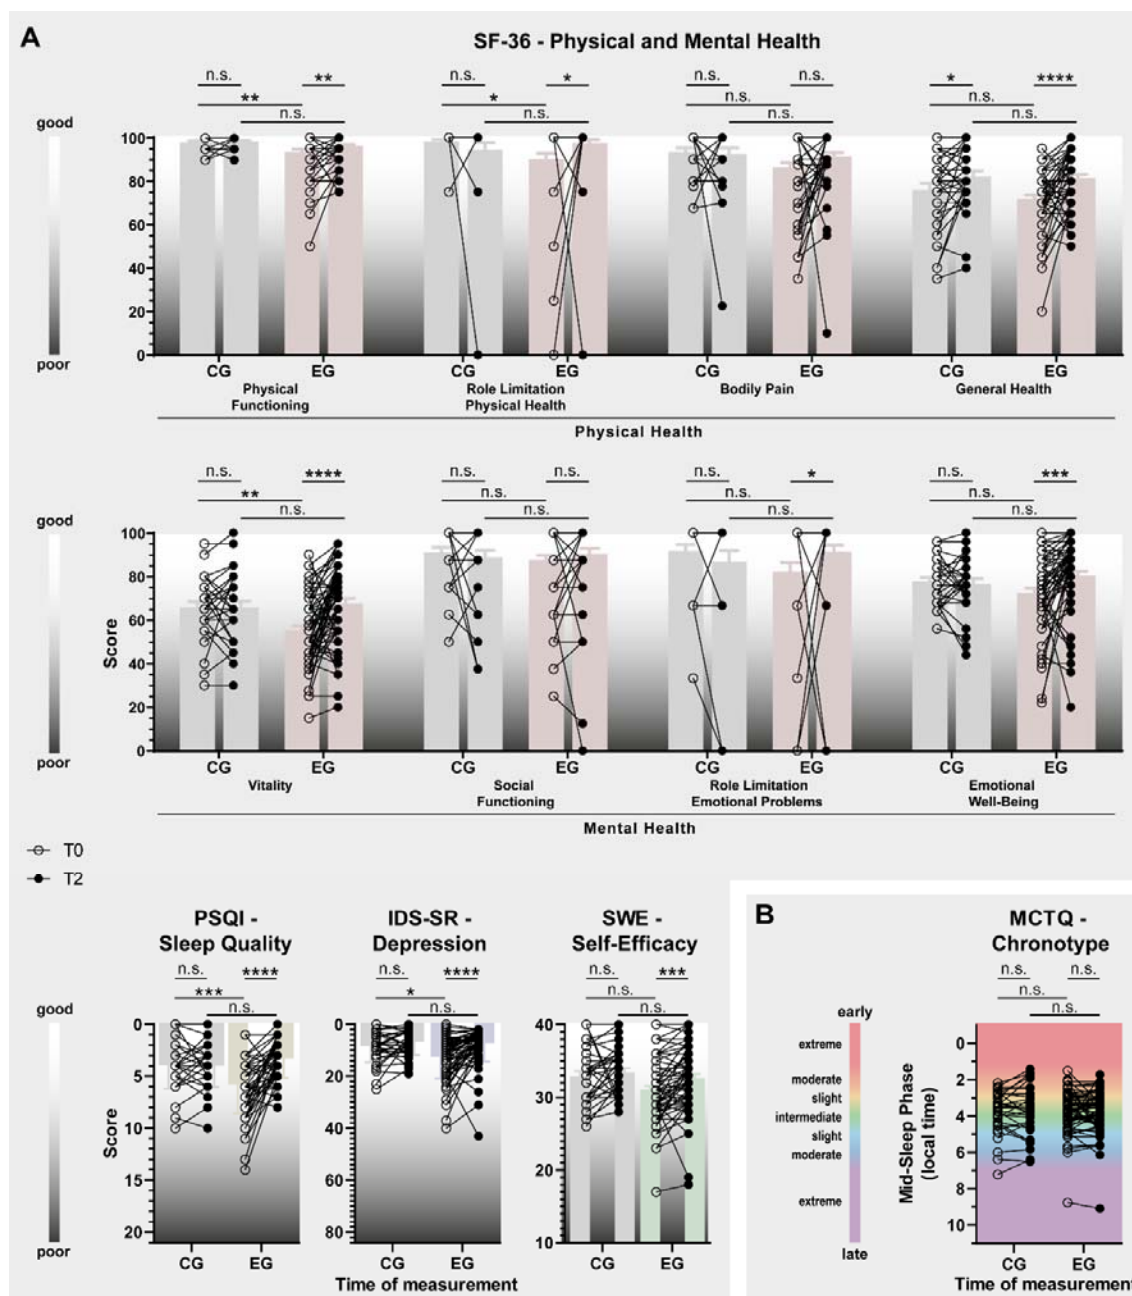 A
SF-36 - Physical and Mental Health
n.s. ** n.s. * n.s. n.s. * ****
** * n.s. n.s.
n.s. n.s. n.s. n.s.
good
poor
100
80
60
40
20
0
CG EG CG EG CG EG CG EG
Physical Functioning
Role Limitation Physical Health
Bodily Pain
General Health
Physical Health
n.s. **** n.s. n.s. n.s. * n.s. ***
** n.s. n.s. n.s.
n.s. n.s. n.s. n.s.
good
poor
Score
100
80
60
40
20
0
CG EG CG EG CG EG CG EG
Vitality
Social Functioning
Role Limitation Emotional Problems
Emotional Well-Being
Mental Health
T0
T2
PSQI -
Sleep Quality
n.s. ****
***
n.s.
good
poor
Score
0
5
10
15
20
CG EG
IDS-SR -
Depression
n.s. ****
*
n.s.
0
20
40
60
80
CG EG
SWE -
Self-Efficacy
n.s. ***
n.s.
n.s.
40
30
20
10
CG EG
Time of measurement
B
MCTQ -
Chronotype
n.s. n.s.
n.s.
n.s.
early
extreme
moderate
slight
intermediate
slight
moderate
extreme
late
Mid-Sleep Phase
(local time)
0
2
4
6
8
10
CG EG
Time of measurement